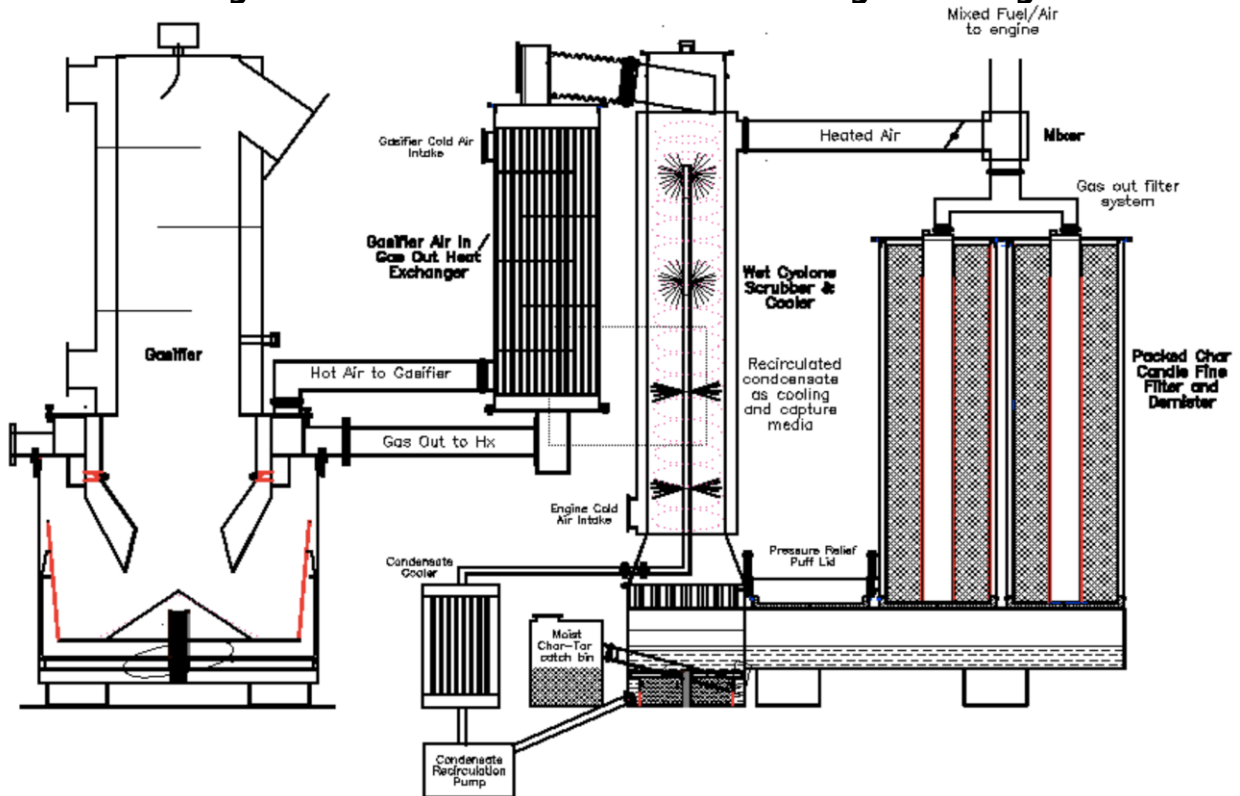 Mixed Fuel/Air
to engine
Gasifier Cold Air
Intake
Heated Air
Mixer
Gas out filter
system
Gasifier Air In
Gas Out Heat
Exchanger
Wet Cyclone
Scrubber &
Cooler
Gasifier
Hot Air to Gasifier
Recirculated
condensate
as cooling
and capture
media
Packed Char
Candle Fine
Filter and
Demister
Gas Out to Hx
Engine Cold
Air Intake
Condensate
Cooler
Pressure Relief
Puff Lid
Moist
Char-Tar
catch bin
Condensate
Recirculation
Pump